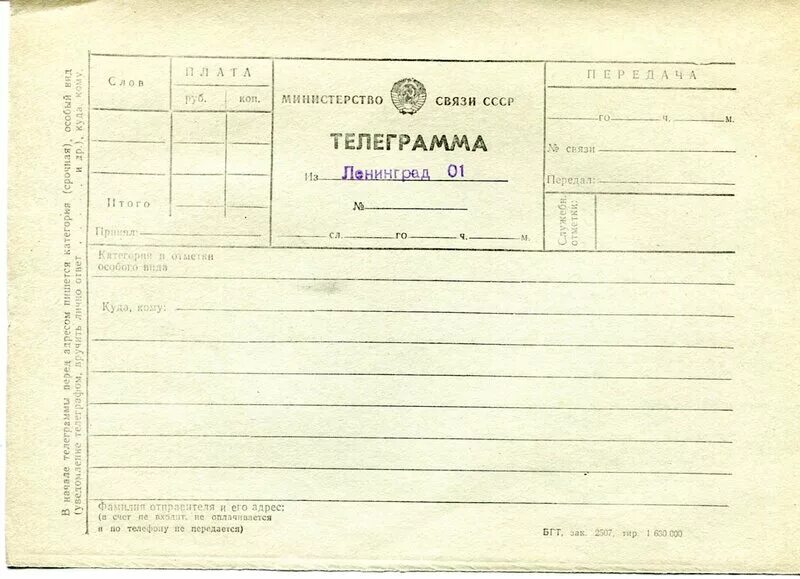 В начале телеграммы перед адресом пишется категория (срочная), особый вид
(уведомление телеграфом, вручить лично ответ . . . и др.), куда, кому.
Слов
ПЛАТА
руб. коп.
Итого
Принял:
МИНИСТЕРСТВО СВЯЗИ СССР
ТЕЛЕГРАММА
Из Ленинград 01
№
сл. го ч. м.
ПЕРЕДАЧА
го ч. м.
№ связи
Передал:
Служебн.
отметки:
Категория и отметки
особого вида
Куда, кому:
Фамилия отправителя и его адрес:
(в счет не входит, не оплачивается
и по телефону не передается)
БГТ, зак. 2507, тир. 1 630.000